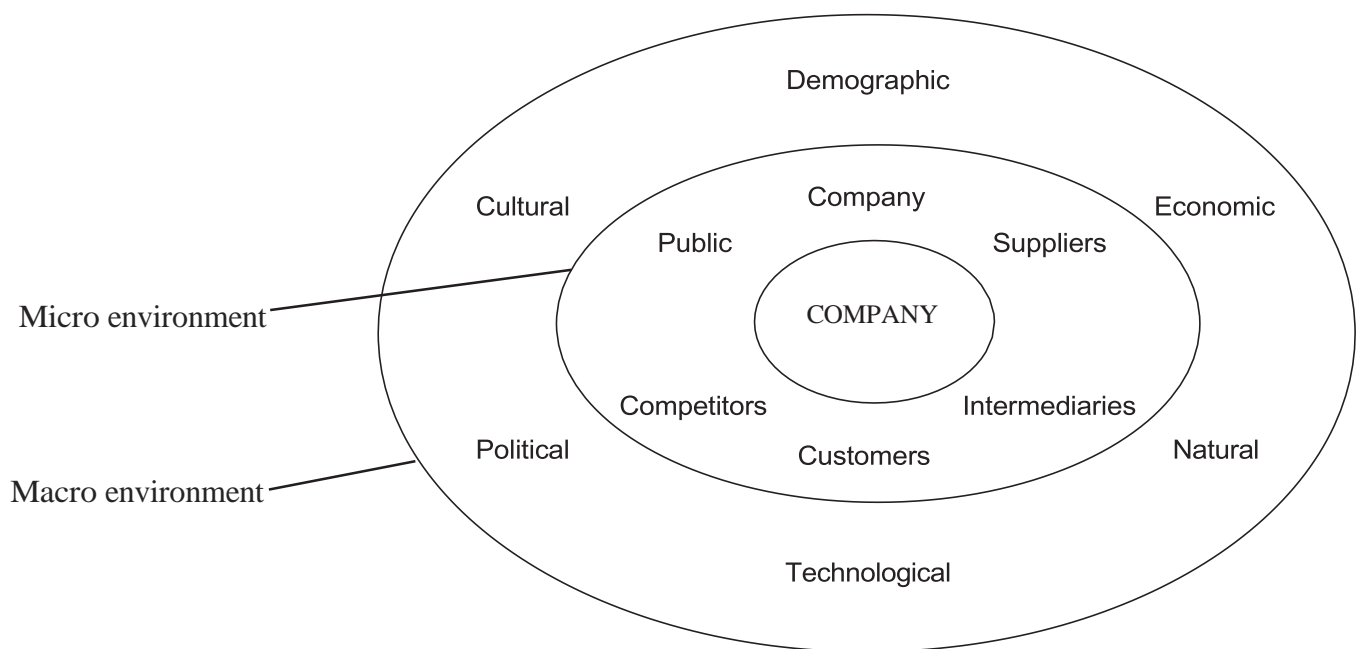 Demographic
Cultural
Company
Economic
Public
Suppliers
Micro environment
COMPANY
Competitors
Intermediaries
Political
Customers
Natural
Macro environment
Technological